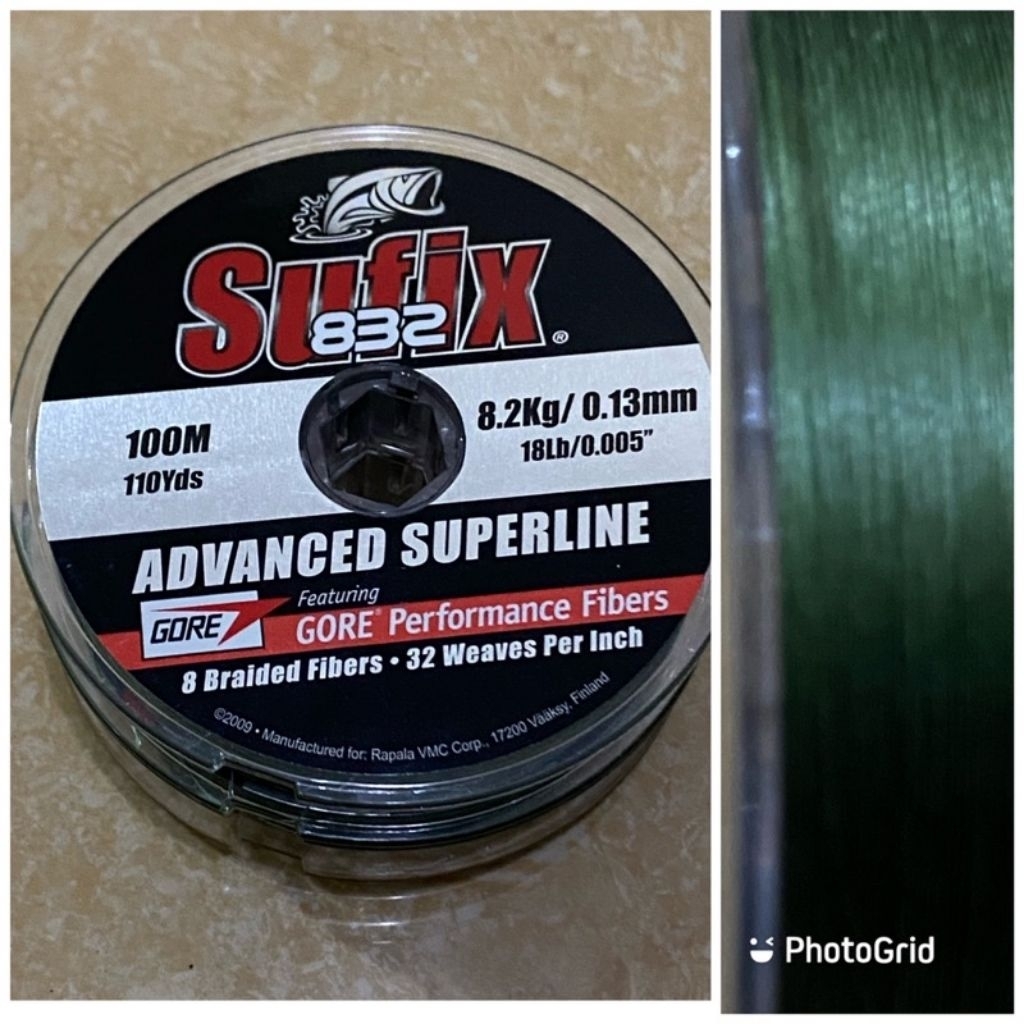 Sufix
832
®
100M
110Yds
8.2Kg/ 0.13mm
18Lb/0.005”
ADVANCED SUPERLINE
GORE
Featuring
GORE® Performance Fibers
8 Braided Fibers • 32 Weaves Per Inch
©2009 • Manufactured for: Rapala VMC Corp., 17200 Vääksy, Finland
PhotoGrid